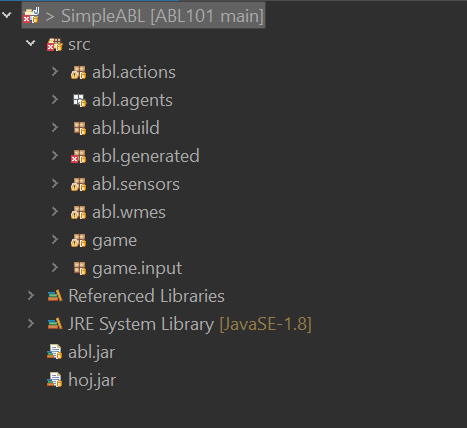 > SimpleABL [ABL101 main]
src
abl.actions
abl.agents
abl.build
abl.generated
abl.sensors
abl.wmes
game
game.input
Referenced Libraries
JRE System Library [JavaSE-1.8]
abl.jar
hoj.jar